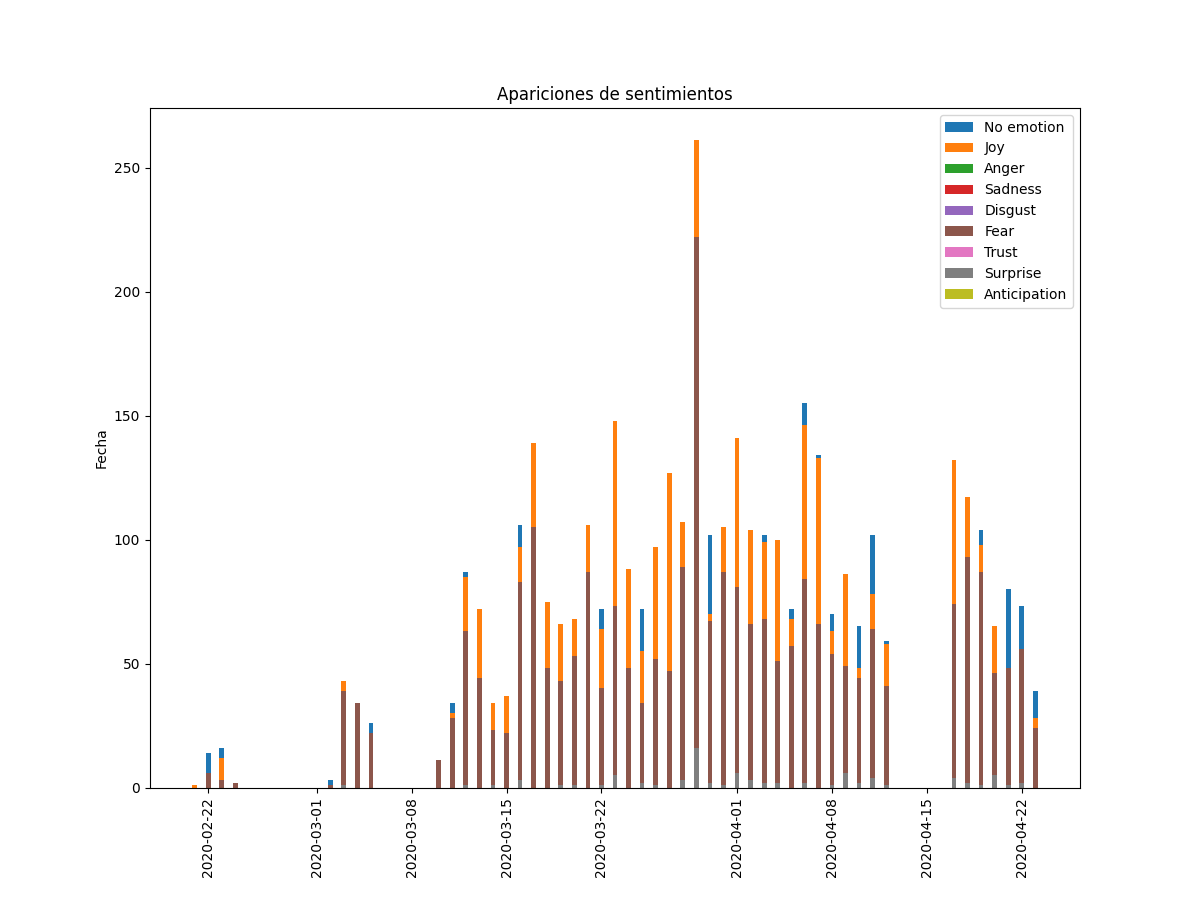 Apariciones de sentimientos
No emotion
Joy
Anger
Sadness
Disgust
Fear
Trust
Surprise
Anticipation
Fecha
250
200
150
100
50
0
2020-02-22
2020-03-01
2020-03-08
2020-03-15
2020-03-22
2020-04-01
2020-04-08
2020-04-15
2020-04-22